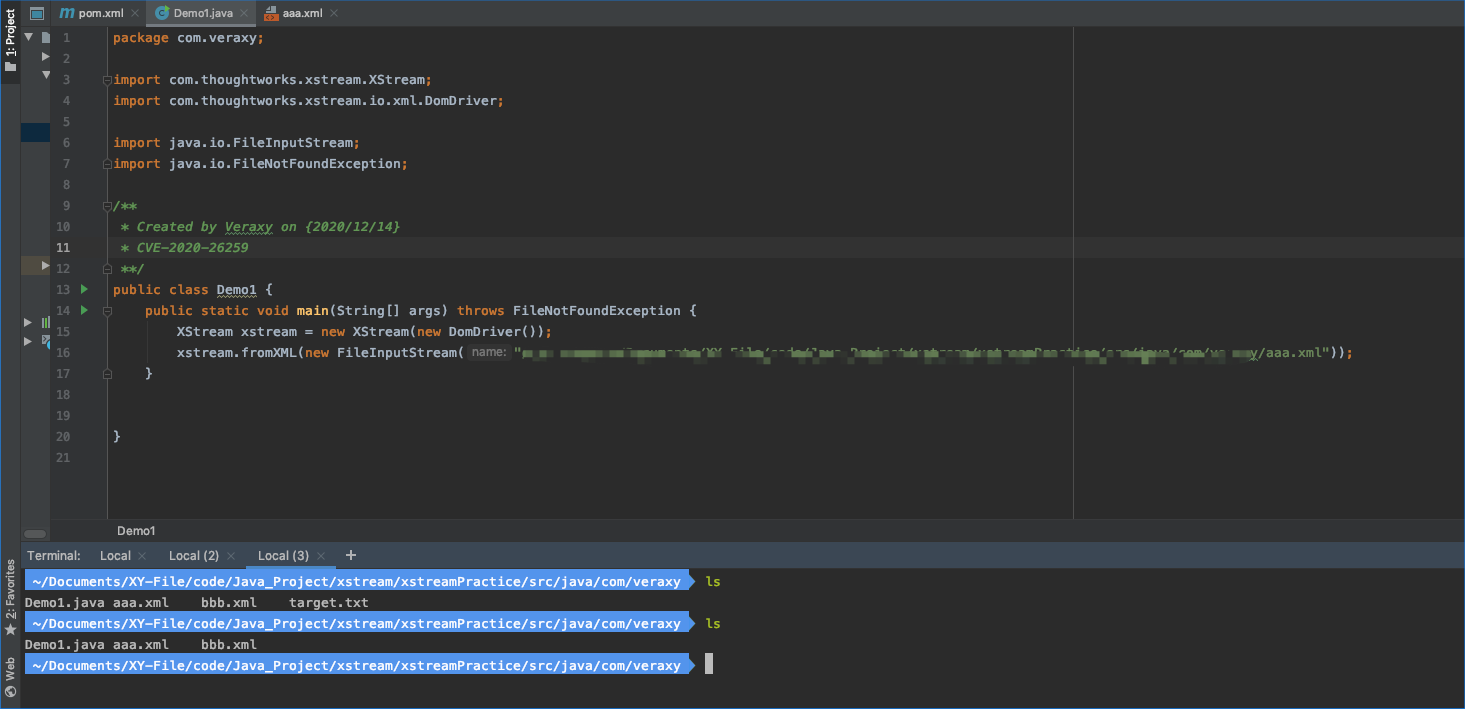 1: Project
pom.xml
Demo1.java
aaa.xml
1 package com.veraxy;
2
3 import com.thoughtworks.xstream.XStream;
4 import com.thoughtworks.xstream.io.xml.DomDriver;
5
6 import java.io.FileInputStream;
7 import java.io.FileNotFoundException;
8
9 /**
10 * Created by Veraxy on {2020/12/14}
11 * CVE-2020-26259
12 **/
13 public class Demo1 {
14 public static void main(String[] args) throws FileNotFoundException {
15 XStream xstream = new XStream(new DomDriver());
16 xstream.fromXML(new FileInputStream( name: "/aaa.xml"));
17 }
18
19
20 }
21
Demo1
Terminal: Local Local (2) Local (3) +
~/Documents/XY-File/code/Java_Project/xstream/xstreamPractice/src/java/com/veraxy ls
Demo1.java aaa.xml bbb.xml target.txt
~/Documents/XY-File/code/Java_Project/xstream/xstreamPractice/src/java/com/veraxy ls
Demo1.java aaa.xml bbb.xml
~/Documents/XY-File/code/Java_Project/xstream/xstreamPractice/src/java/com/veraxy
2: Favorites
Web